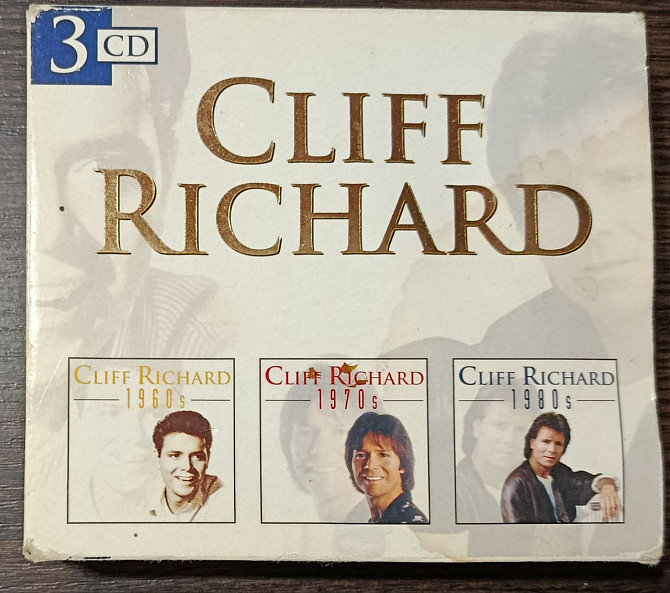 3 CD
CLIFF
RICHARD
CLIFF RICHARD
1960s
CLIFF RICHARD
1970s
CLIFF RICHARD
1980s